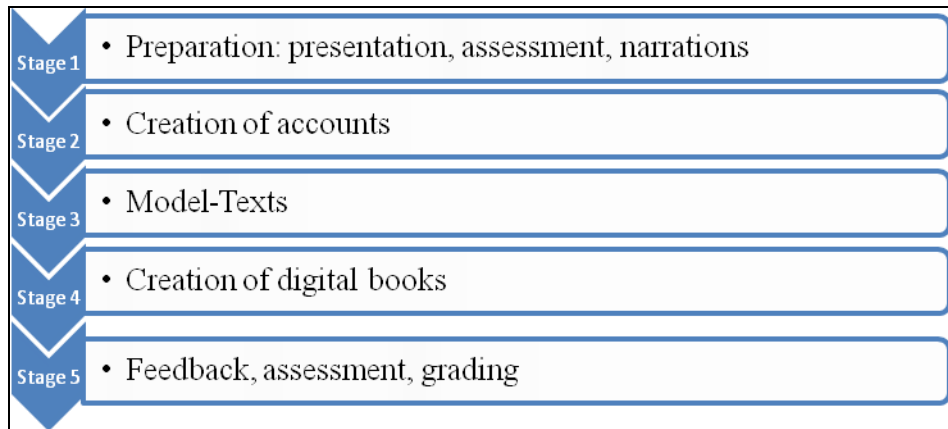 Stage 1
• Preparation: presentation, assessment, narrations
Stage 2
• Creation of accounts
Stage 3
• Model-Texts
Stage 4
• Creation of digital books
Stage 5
• Feedback, assessment, grading